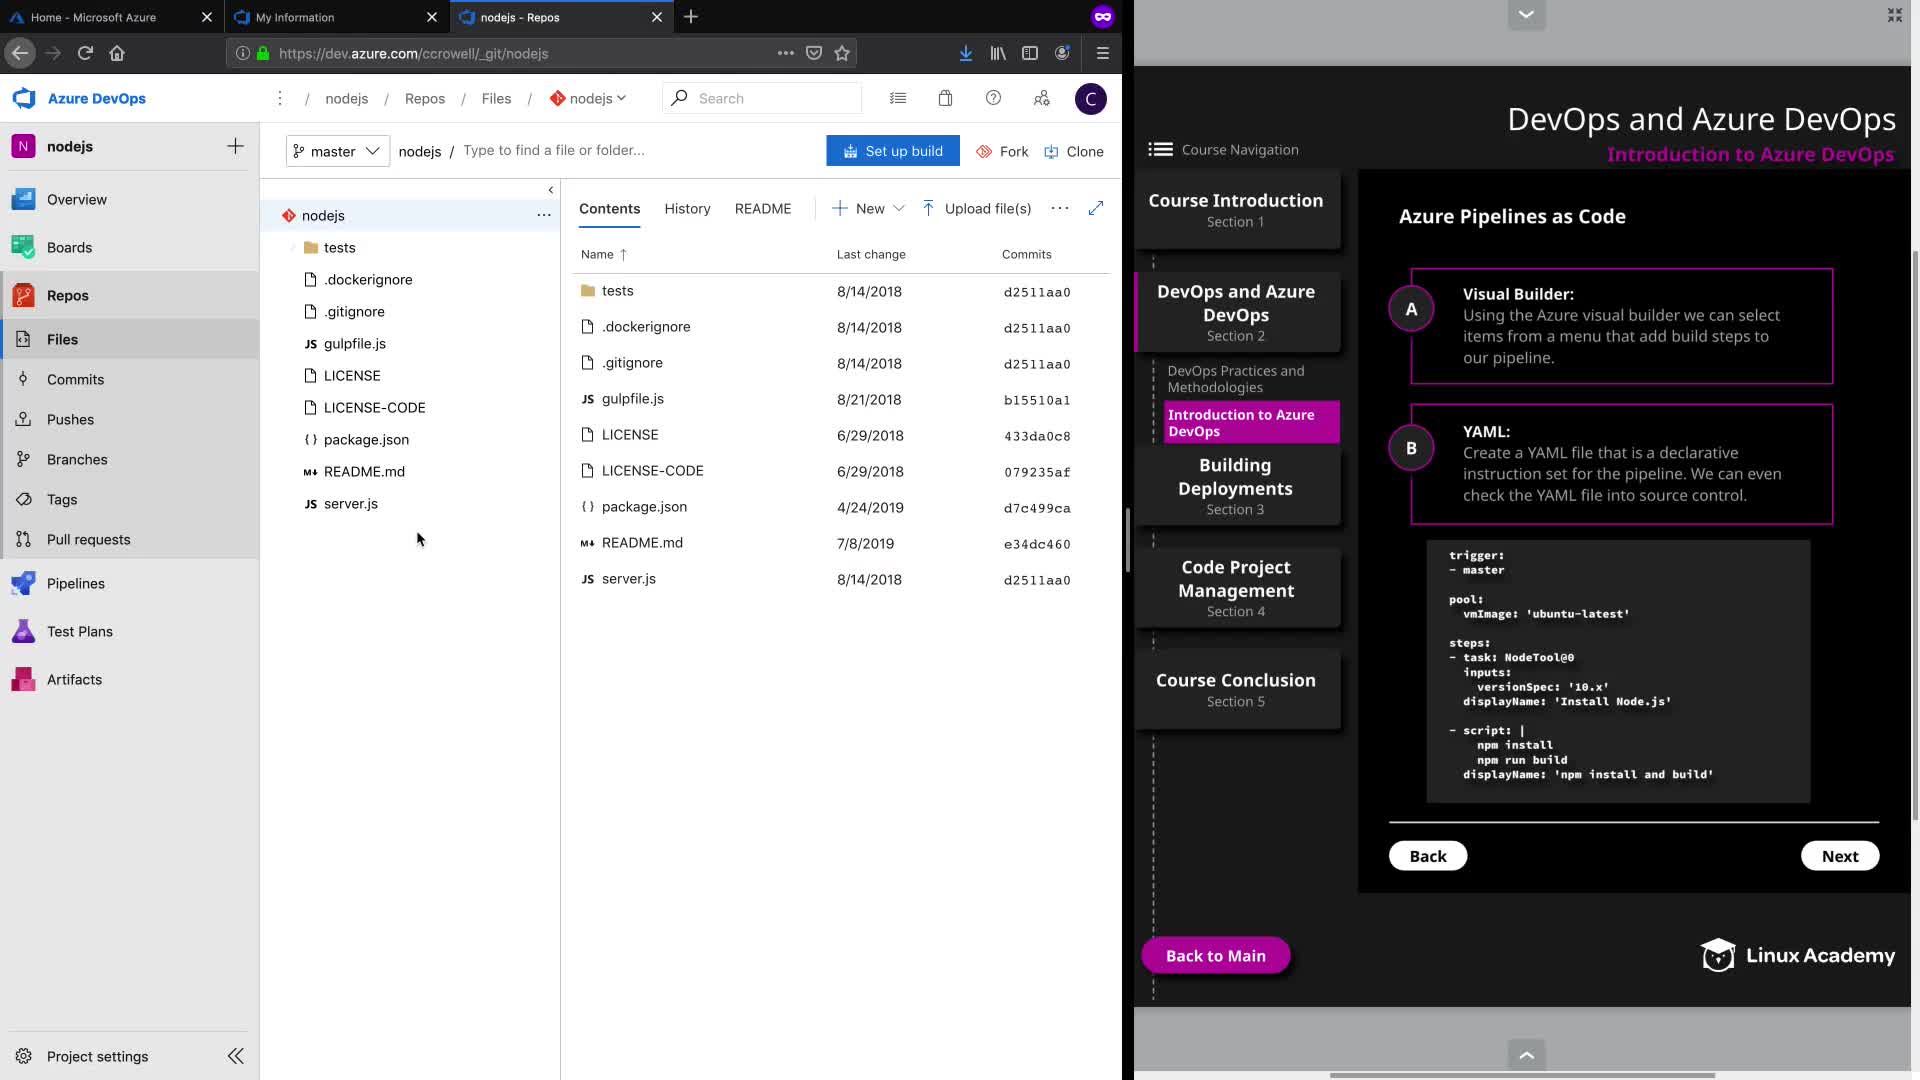 Home - Microsoft Azure
My Information
nodejs - Repos
https://dev.azure.com/ccrowell/_git/nodejs
Azure DevOps
/ nodejs / Repos / Files / nodejs
Search
C
N nodejs
Overview
Boards
Repos
Files
Commits
Pushes
Branches
Tags
Pull requests
Pipelines
Test Plans
Artifacts
Project settings
master
nodejs / Type to find a file or folder...
Set up build
Fork
Clone
nodejs
tests
.dockerignore
.gitignore
JS gulpfile.js
LICENSE
LICENSE-CODE
{ } package.json
M↓ README.md
JS server.js
Contents
History
README
New
Upload file(s)
Name ↑ Last change Commits
tests 8/14/2018 d2511aa0
.dockerignore 8/14/2018 d2511aa0
.gitignore 8/14/2018 d2511aa0
JS gulpfile.js 8/21/2018 b15510a1
LICENSE 6/29/2018 433da0c8
LICENSE-CODE 6/29/2018 079235af
{ } package.json 4/24/2019 d7c499ca
M↓ README.md 7/8/2019 e34dc460
JS server.js 8/14/2018 d2511aa0
DevOps and Azure DevOps
Introduction to Azure DevOps
Course Navigation
Course Introduction
Section 1
DevOps and Azure
DevOps
Section 2
DevOps Practices and
Methodologies
Introduction to Azure
DevOps
Building
Deployments
Section 3
Code Project
Management
Section 4
Course Conclusion
Section 5
Back to Main
Azure Pipelines as Code
A
Visual Builder:
Using the Azure visual builder we can select
items from a menu that add build steps to
our pipeline.
B
YAML:
Create a YAML file that is a declarative
instruction set for the pipeline. We can even
check the YAML file into source control.
trigger:
- master
pool:
vmImage: 'ubuntu-latest'
steps:
- task: NodeTool@0
inputs:
versionSpec: '10.x'
displayName: 'Install Node.js'
- script: |
npm install
npm run build
displayName: 'npm install and build'
Back
Next
Linux Academy